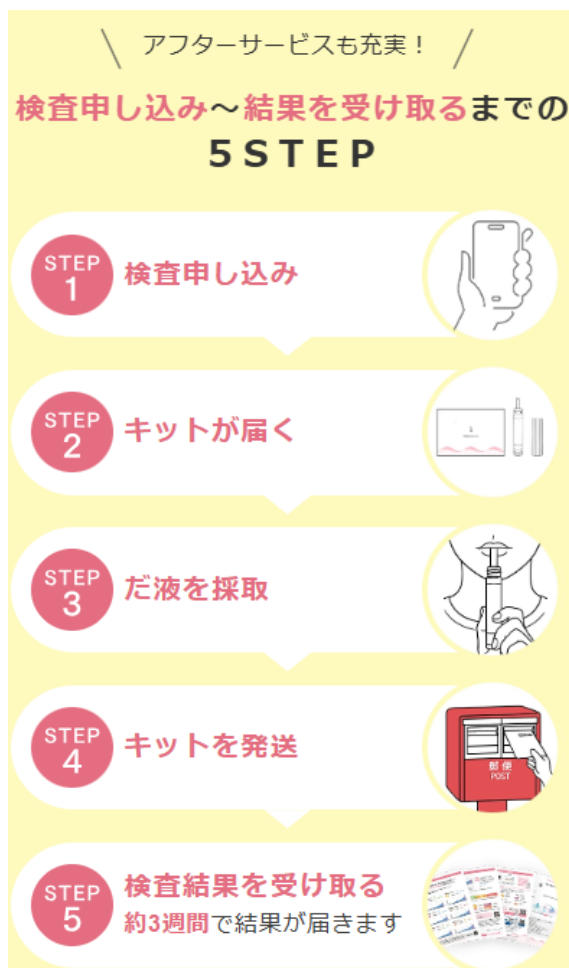 アフターサービスも充実！
検査申し込み～結果を受け取るまでの
5STEP
STEP
1
検査申し込み
STEP
2
キットが届く
STEP
3
だ液を採取
STEP
4
キットを発送
郵便
POST
STEP
5
検査結果を受け取る
約3週間で結果が届きます